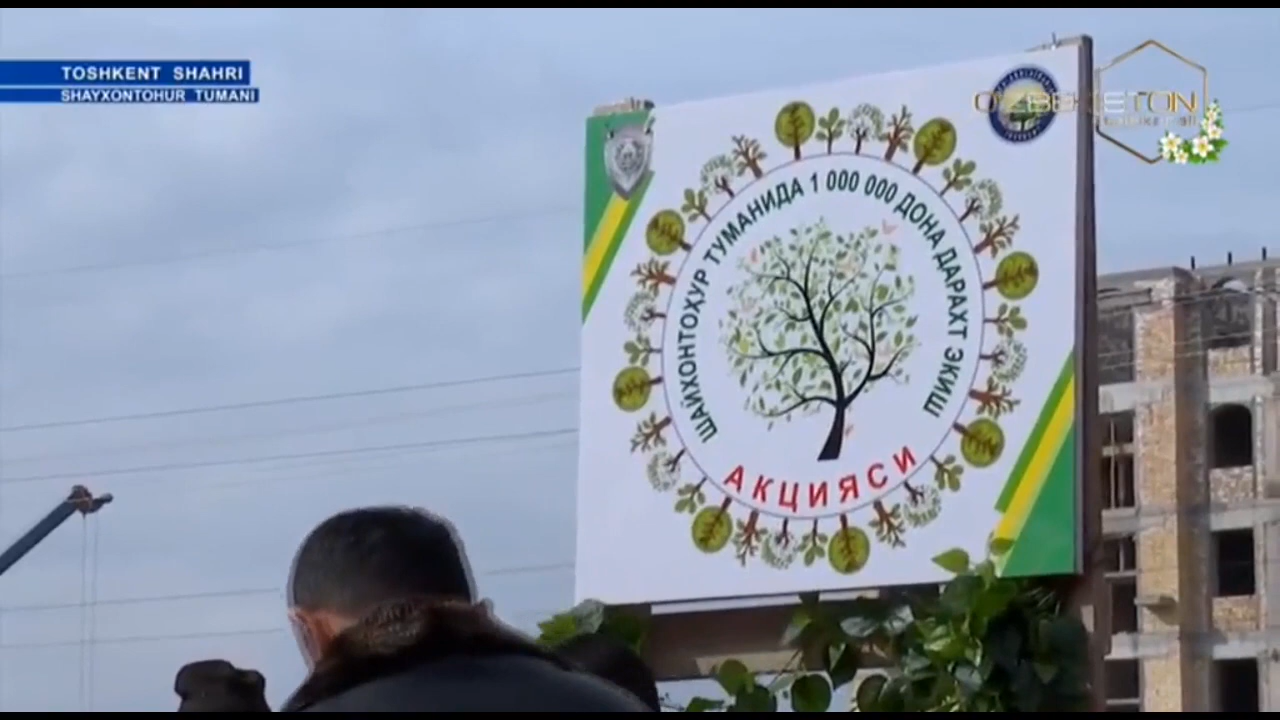 TOSHKENT SHAHRI
SHAYXONTOHUR TUMANI
O'ZBEKISTON
ШАЙХОНТОХУР ТУМАНИДА 1 000 000 ДОНА ДАРАХТ ЭКИШ
АКЦИЯСИ